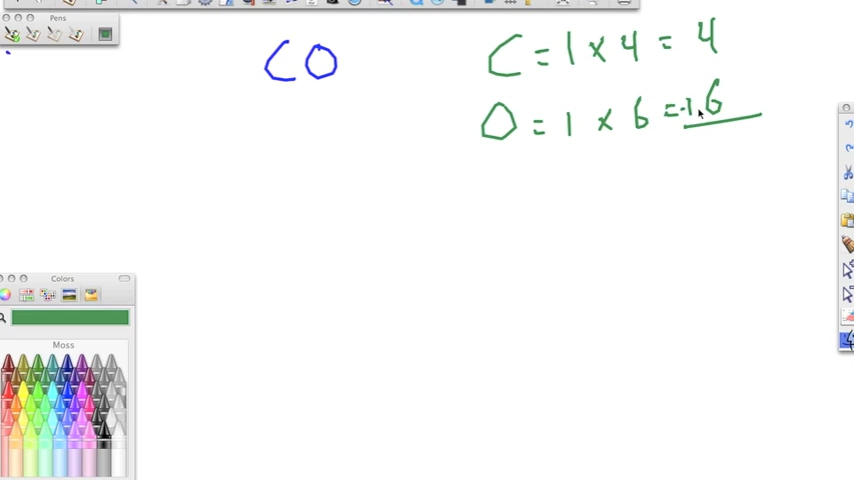 Pens
CO
C = 1 x 4 = 4
O = 1 x 6 = 6
Colors
Moss